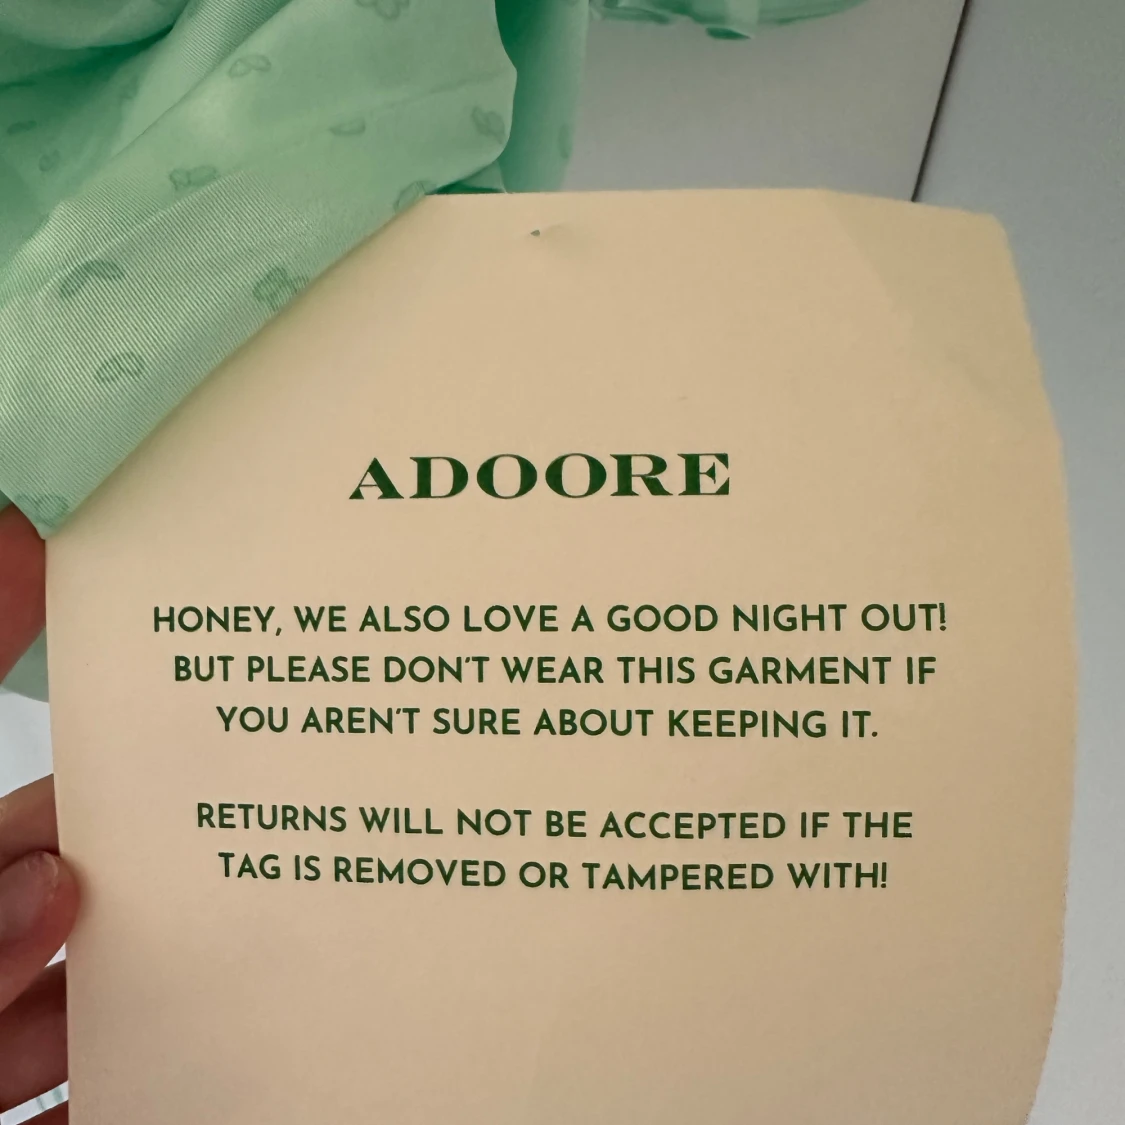 ADOORE
HONEY, WE ALSO LOVE A GOOD NIGHT OUT!
BUT PLEASE DON'T WEAR THIS GARMENT IF
YOU AREN'T SURE ABOUT KEEPING IT.
RETURNS WILL NOT BE ACCEPTED IF THE
TAG IS REMOVED OR TAMPERED WITH!